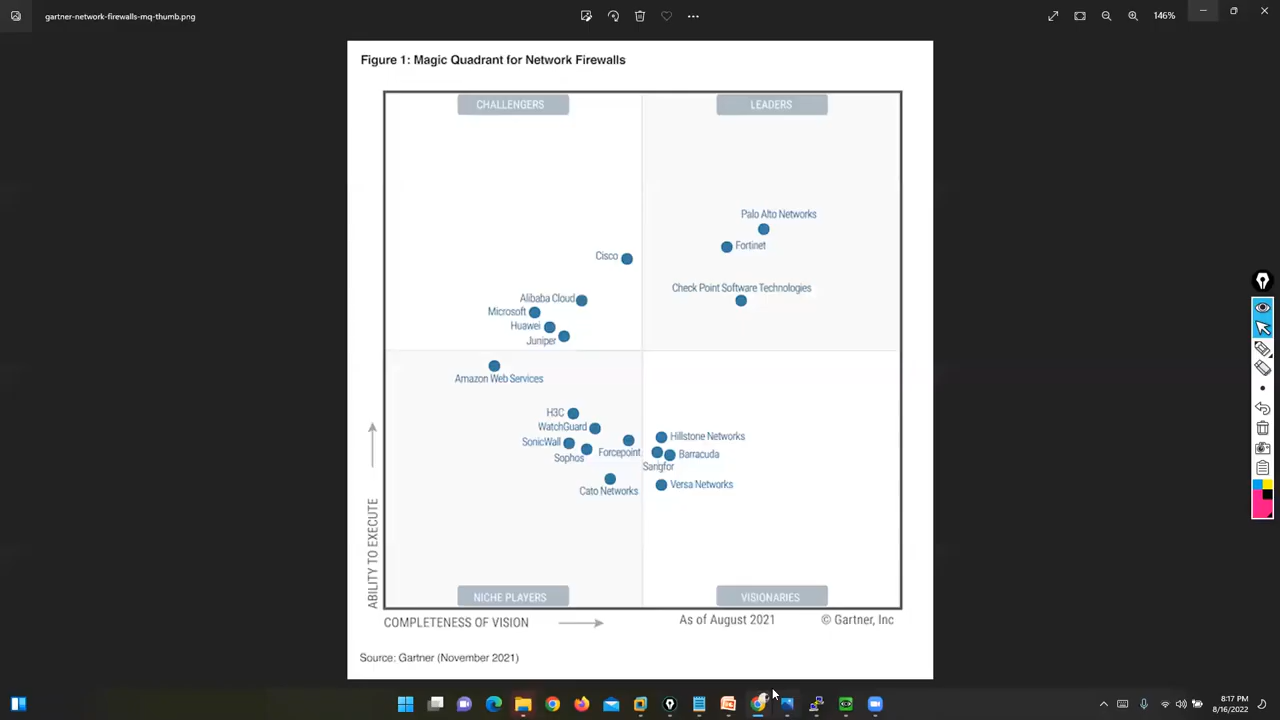 gartner-network-firewalls-mq-thumb.png
146%
Figure 1: Magic Quadrant for Network Firewalls
CHALLENGERS
LEADERS
Palo Alto Networks
Fortinet
Cisco
Check Point Software Technologies
Alibaba Cloud
Microsoft
Huawei
Juniper
Amazon Web Services
H3C
WatchGuard
SonicWall
Sophos
Forcepoint
Hillstone Networks
Barracuda
Sangfor
Cato Networks
Versa Networks
ABILITY TO EXECUTE
NICHE PLAYERS
VISIONARIES
COMPLETENESS OF VISION
As of August 2021
© Gartner, Inc
Source: Gartner (November 2021)
8:17 PM
8/16/2022